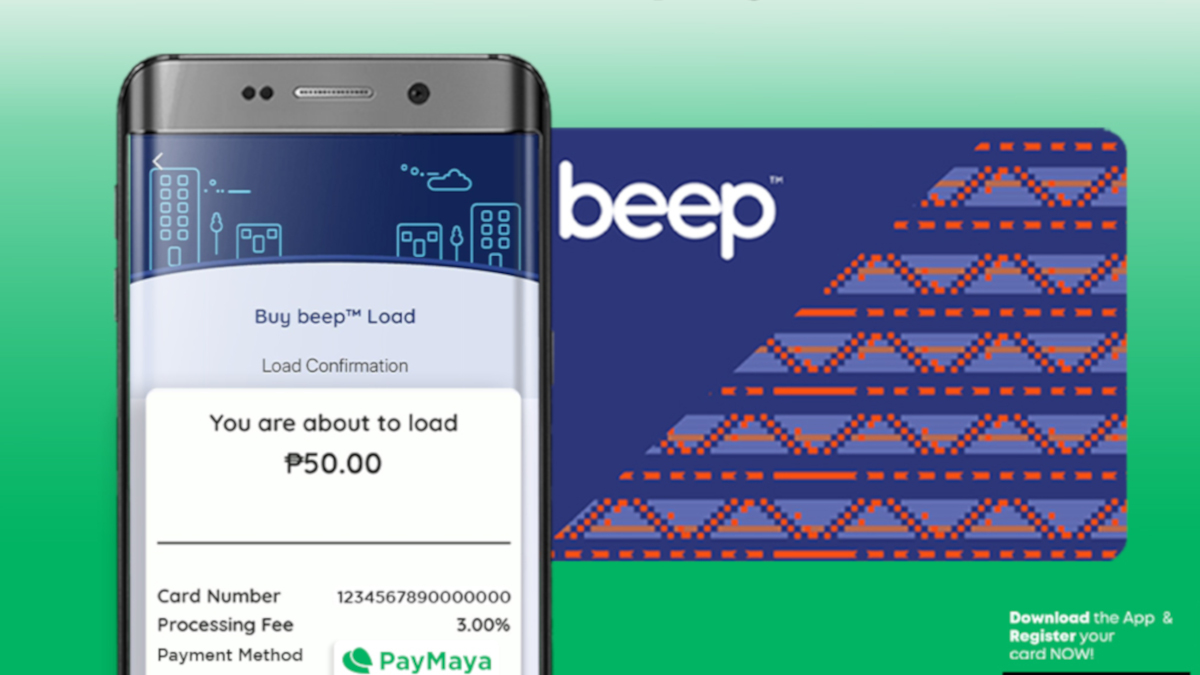 beep™
Buy beep™ Load
Load Confirmation
You are about to load
₱50.00
Card Number 1234567890000000
Processing Fee 3.00%
Payment Method PayMaya
Download the App &
Register your
card NOW!